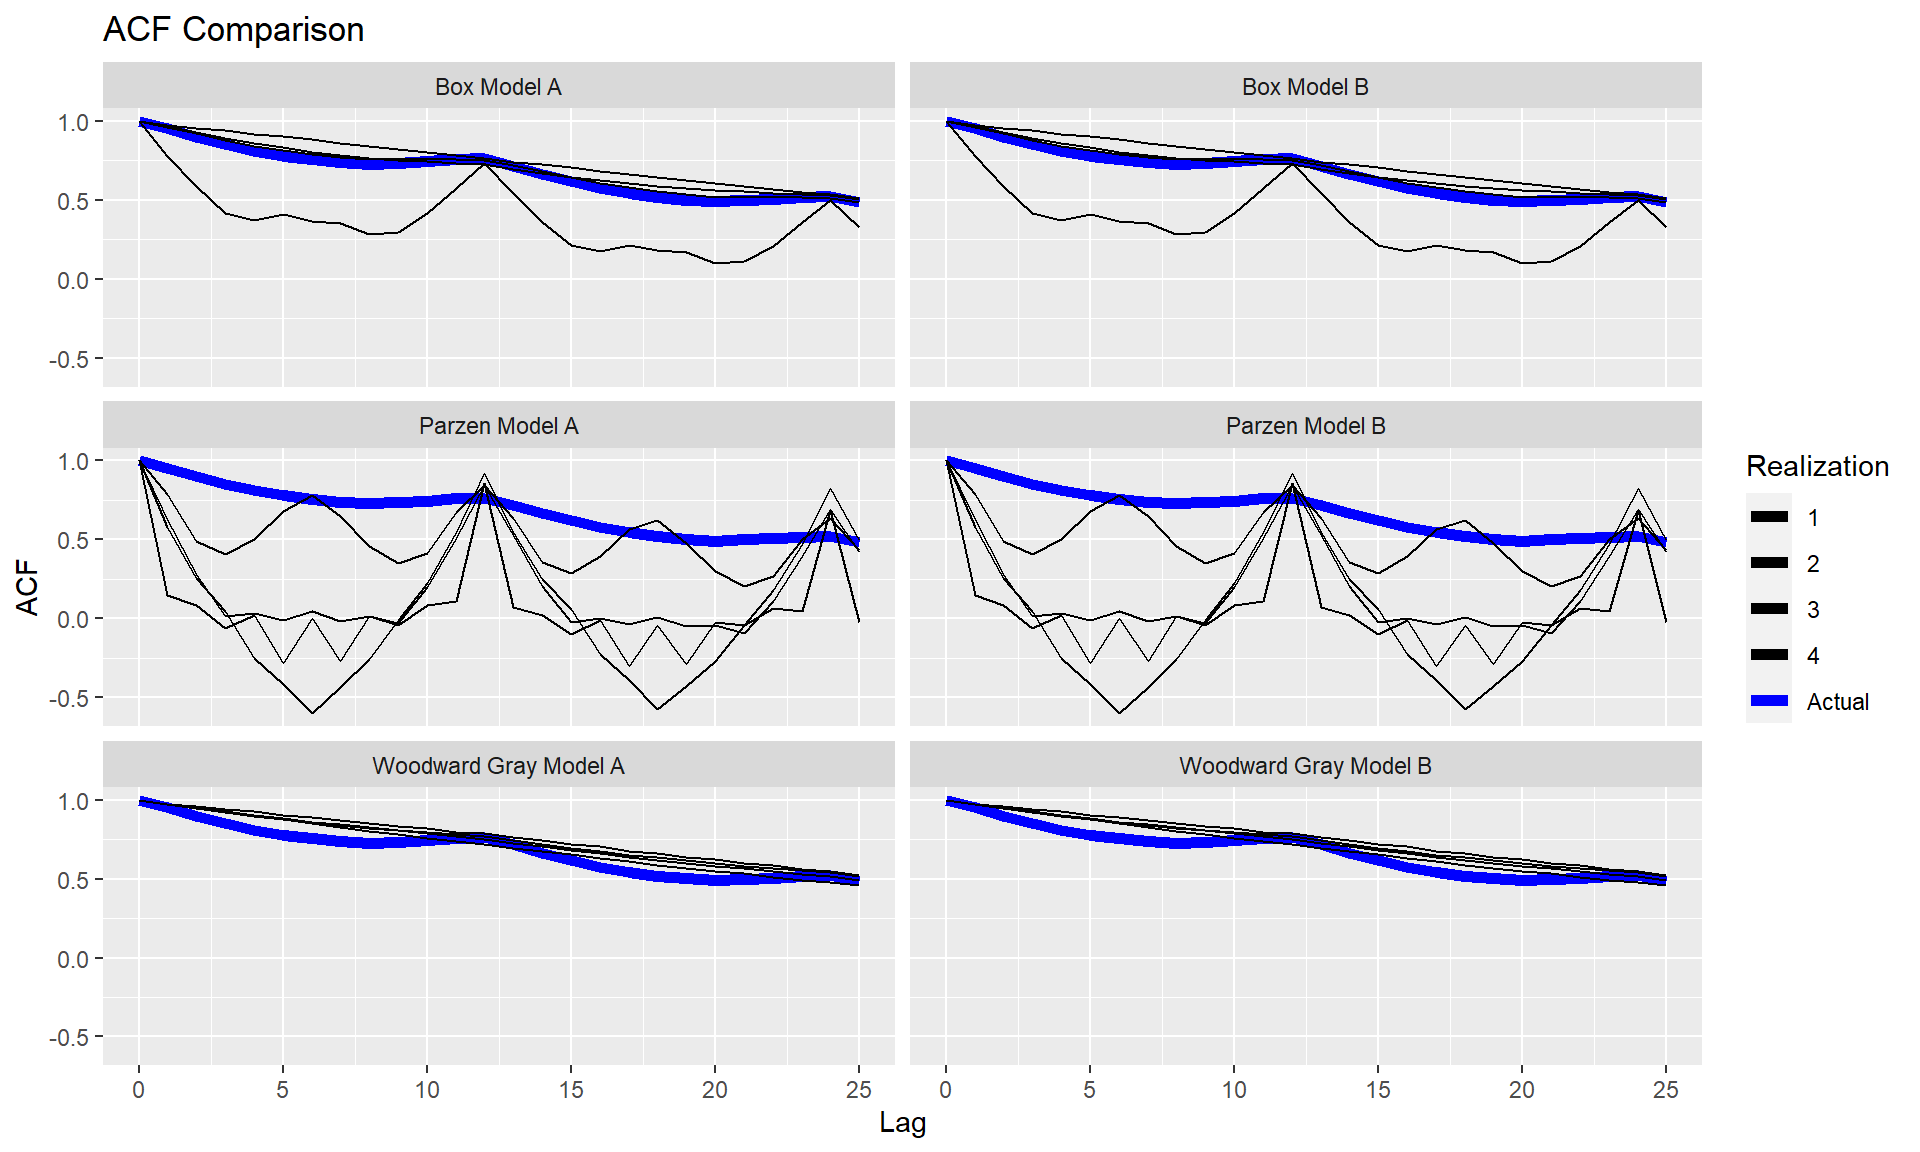 ACF Comparison
Box Model A
Box Model B
1.0
0.5
0.0
-0.5
Parzen Model A
Parzen Model B
1.0
0.5
0.0
-0.5
Woodward Gray Model A
Woodward Gray Model B
1.0
0.5
0.0
-0.5
0 5 10 15 20 25
0 5 10 15 20 25
Lag
ACF
Realization
1
2
3
4
Actual